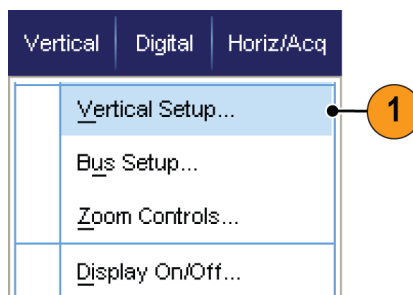 Vertical Digital Horiz/Acq
Vertical Setup... 1
Bus Setup...
Zoom Controls...
Display On/Off...